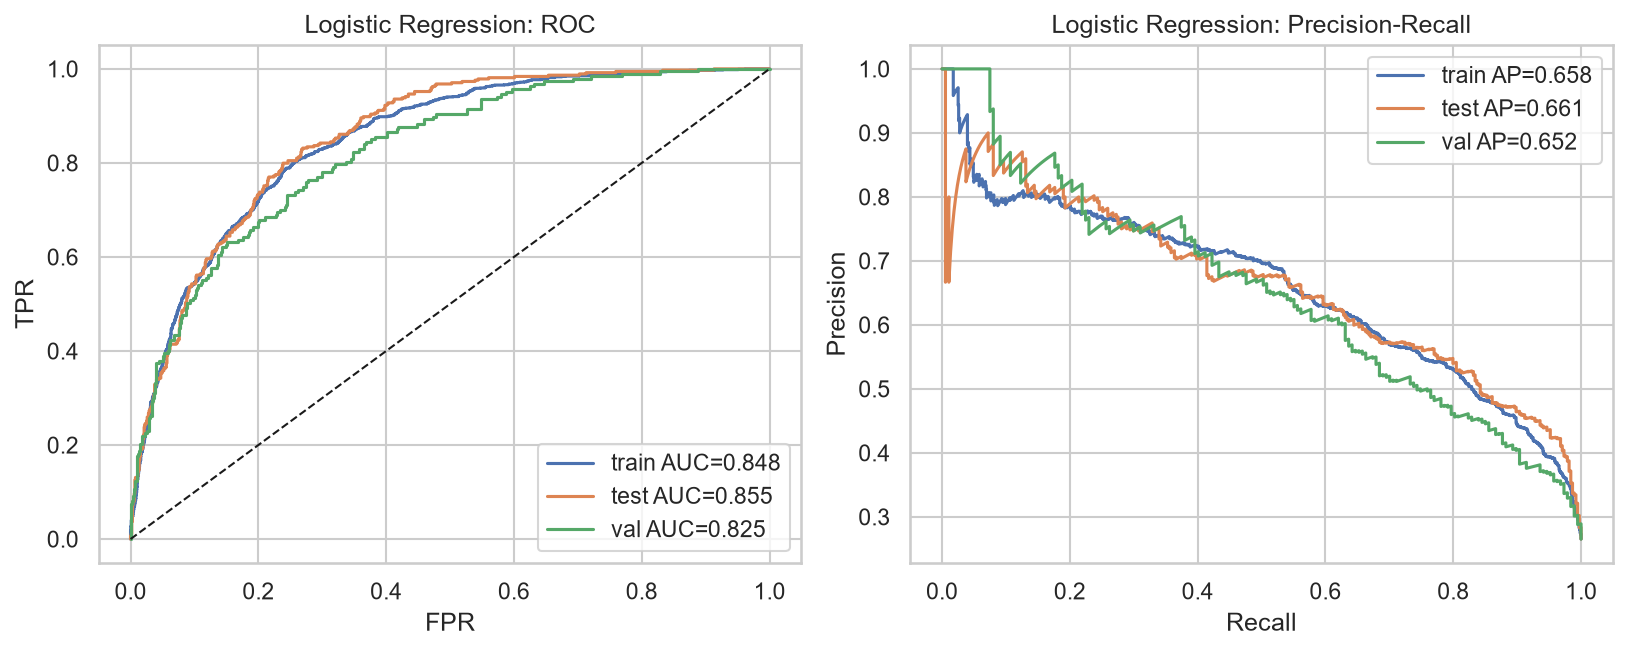 Logistic Regression: ROC
1.0
0.8
0.6
0.4
0.2
0.0
TPR
0.0 0.2 0.4 0.6 0.8 1.0
FPR
train AUC=0.848
test AUC=0.855
val AUC=0.825
Logistic Regression: Precision-Recall
1.0
0.9
0.8
0.7
0.6
0.5
0.4
0.3
Precision
0.0 0.2 0.4 0.6 0.8 1.0
Recall
train AP=0.658
test AP=0.661
val AP=0.652